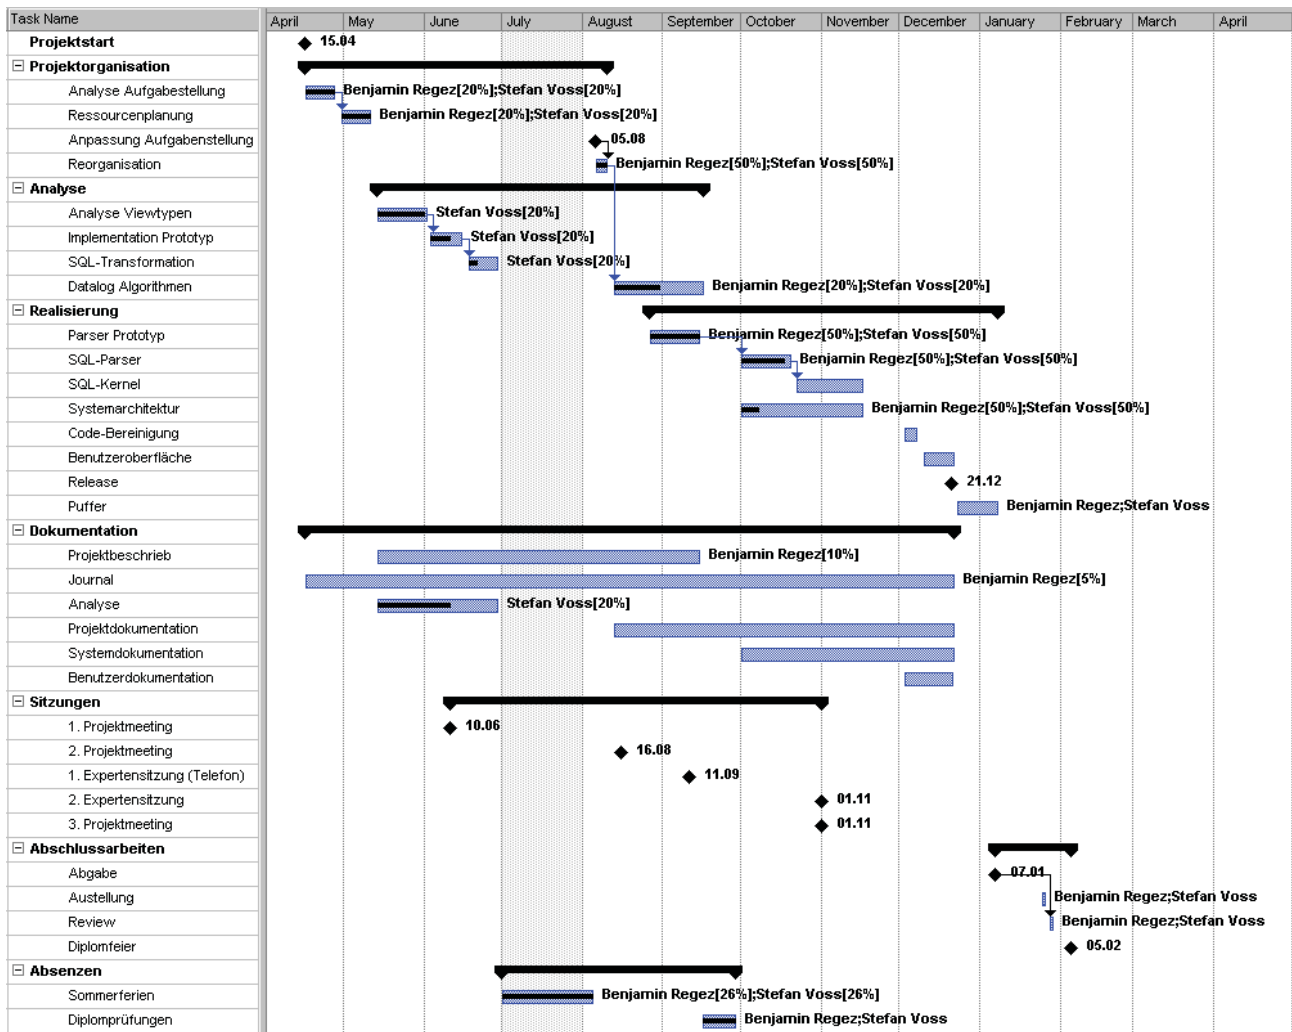 Task Name April May June July August September October November December January February March April
Projektstart 15.04
Projektorganisation
Analyse Aufgabestellung Benjamin Regez[20%];Stefan Voss[20%]
Ressourcenplanung Benjamin Regez[20%];Stefan Voss[20%]
Anpassung Aufgabenstellung 05.08
Reorganisation Benjamin Regez[50%];Stefan Voss[50%]
Analyse
Analyse Viewtypen Stefan Voss[20%]
Implementation Prototyp Stefan Voss[20%]
SQL-Transformation Stefan Voss[20%]
Datalog Algorithmen Benjamin Regez[20%];Stefan Voss[20%]
Realisierung
Parser Prototyp Benjamin Regez[50%];Stefan Voss[50%]
SQL-Parser Benjamin Regez[50%];Stefan Voss[50%]
SQL-Kernel
Systemarchitektur Benjamin Regez[50%];Stefan Voss[50%]
Code-Bereinigung
Benutzeroberfläche
Release 21.12
Puffer Benjamin Regez;Stefan Voss
Dokumentation
Projektbeschrieb Benjamin Regez[10%]
Journal Benjamin Regez[5%]
Analyse Stefan Voss[20%]
Projektdokumentation
Systemdokumentation
Benutzerdokumentation
Sitzungen
1. Projektmeeting 10.06
2. Projektmeeting 16.08
1. Expertensitzung (Telefon) 11.09
2. Expertensitzung 01.11
3. Projektmeeting 01.11
Abschlussarbeiten
Abgabe 07.01
Austellung Benjamin Regez;Stefan Voss
Review Benjamin Regez;Stefan Voss
Diplomfeier 05.02
Absenzen
Sommerferien Benjamin Regez[26%];Stefan Voss[26%]
Diplomprüfungen Benjamin Regez;Stefan Voss